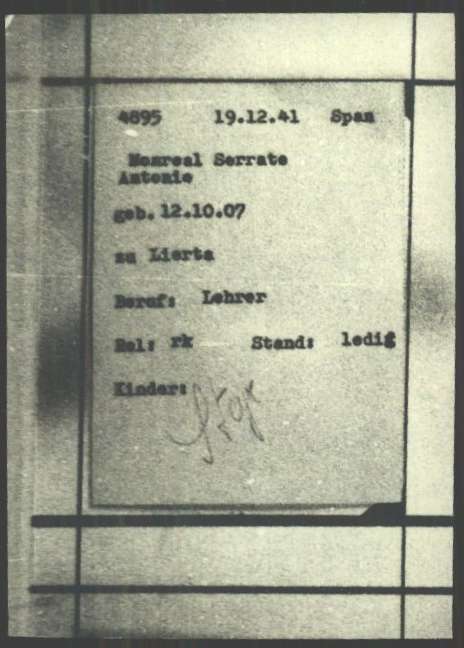 4895 19.12.41 Span
Monreal Serrate
Antonio
geb. 12.10.07
zu Lierta
Beruf: Lehrer
Rel: rk Stand: ledig
Kinder: